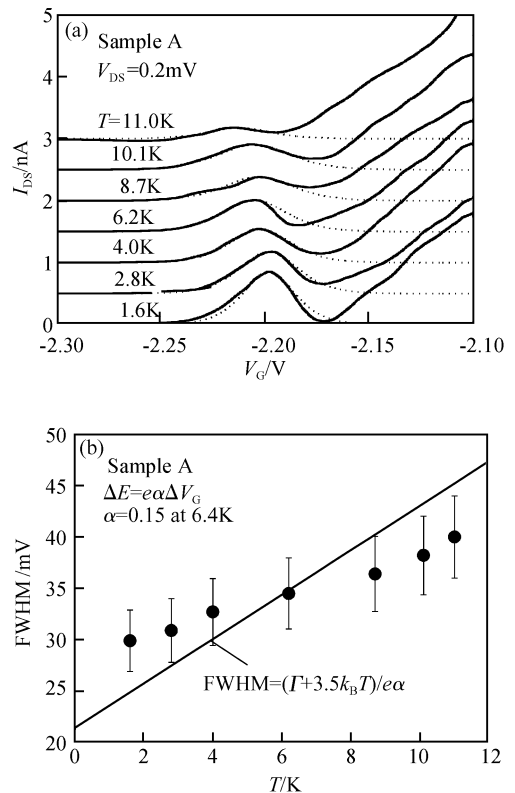 (a)
Sample A
V_DS=0.2mV
I_DS/nA
5
4
3
2
1
0
T=11.0K
10.1K
8.7K
6.2K
4.0K
2.8K
1.6K
-2.30 -2.25 -2.20 -2.15 -2.10
V_G/V
(b)
Sample A
ΔE=eαΔV_G
α=0.15 at 6.4K
FWHM/mV
50
45
40
35
30
25
20
FWHM=(Γ+3.5k_BT)/eα
0 2 4 6 8 10 12
T/K